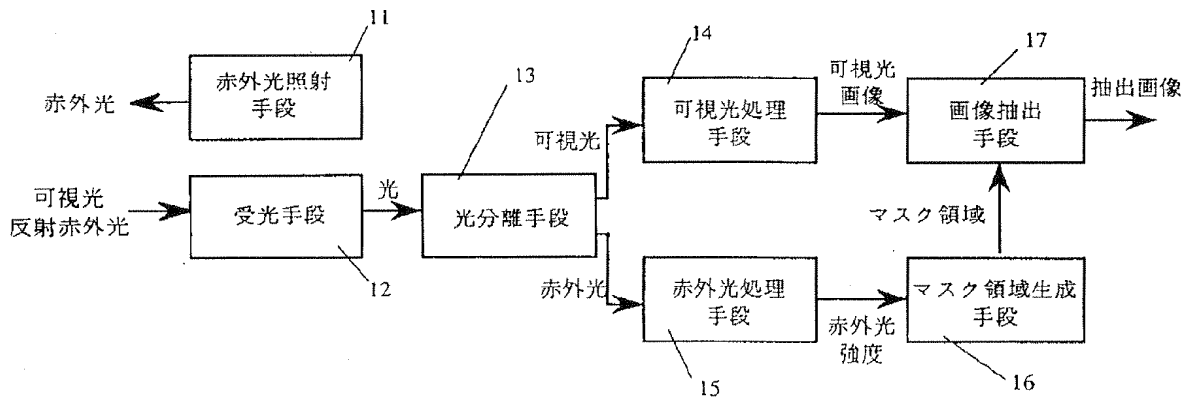 11
赤外光照射
手段
赤外光
可視光
反射赤外光
受光手段
12
光
13
光分離手段
可視光
赤外光
14
可視光処理
手段
可視光
画像
赤外光処理
手段
15
赤外光
強度
17
画像抽出
手段
抽出画像
マスク領域
マスク領域生成
手段
16